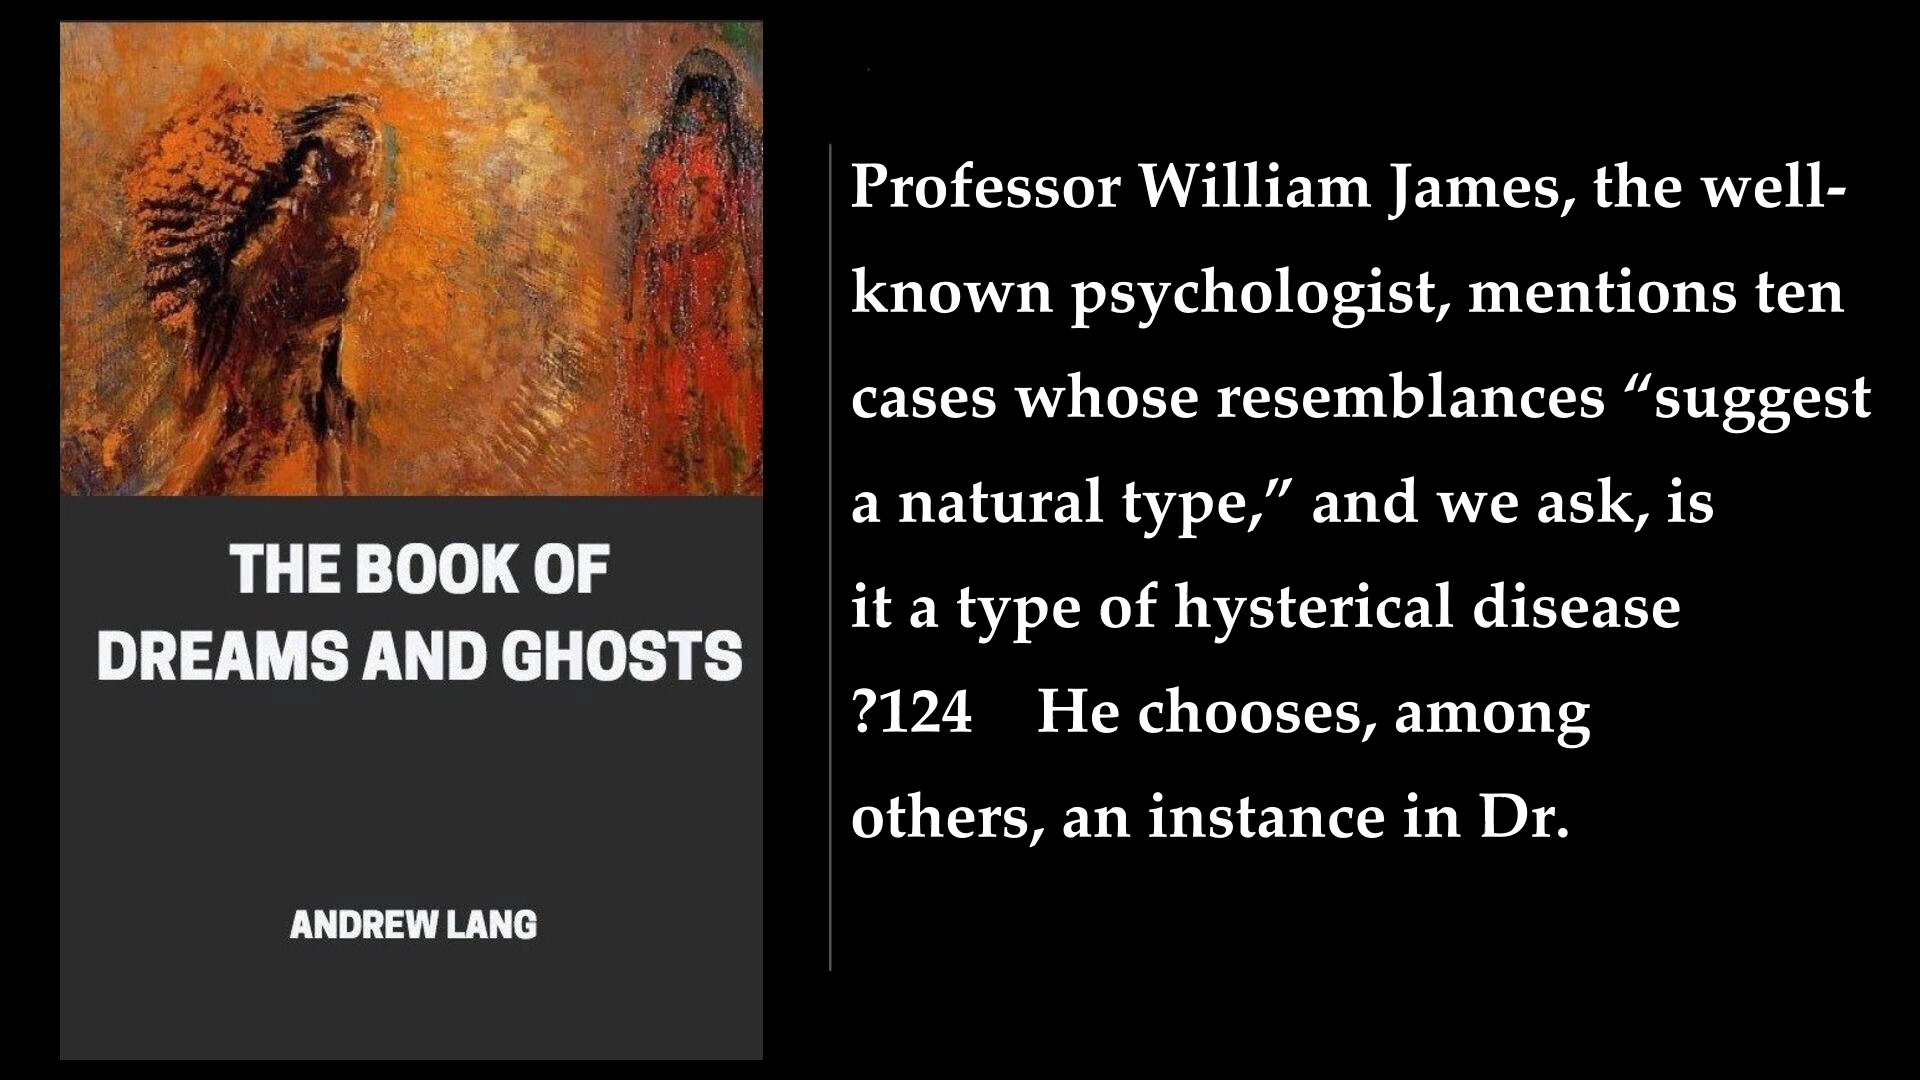 THE BOOK OF
DREAMS AND GHOSTS
ANDREW LANG
Professor William James, the well-
known psychologist, mentions ten
cases whose resemblances “suggest
a natural type,” and we ask, is
it a type of hysterical disease
?124    He chooses, among
others, an instance in Dr.